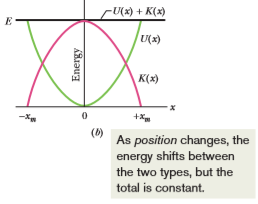 U(x) + K(x)
E
U(x)
Energy
K(x)
x
−xₘ 0 +xₘ
(b)
As position changes, the
energy shifts between
the two types, but the
total is constant.